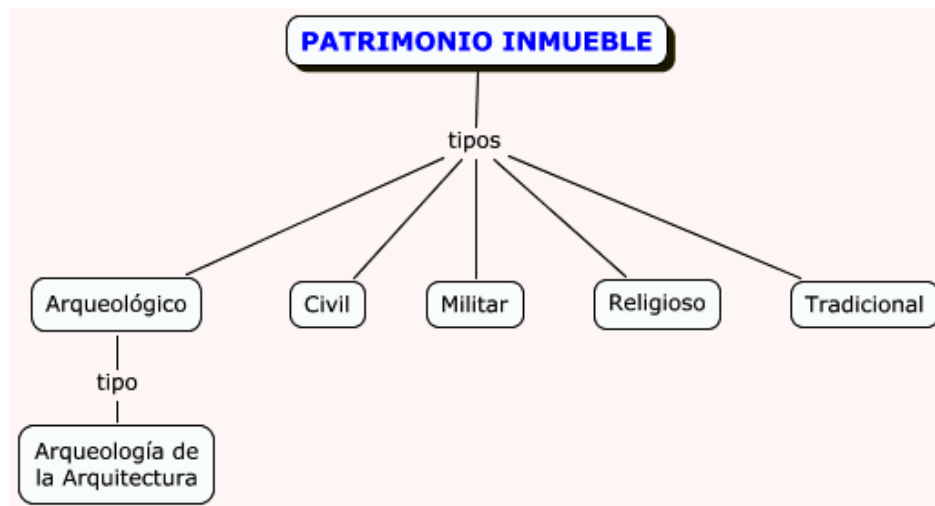 PATRIMONIO INMUEBLE
tipos
Arqueológico
Civil
Militar
Religioso
Tradicional
tipo
Arqueología de
la Arquitectura